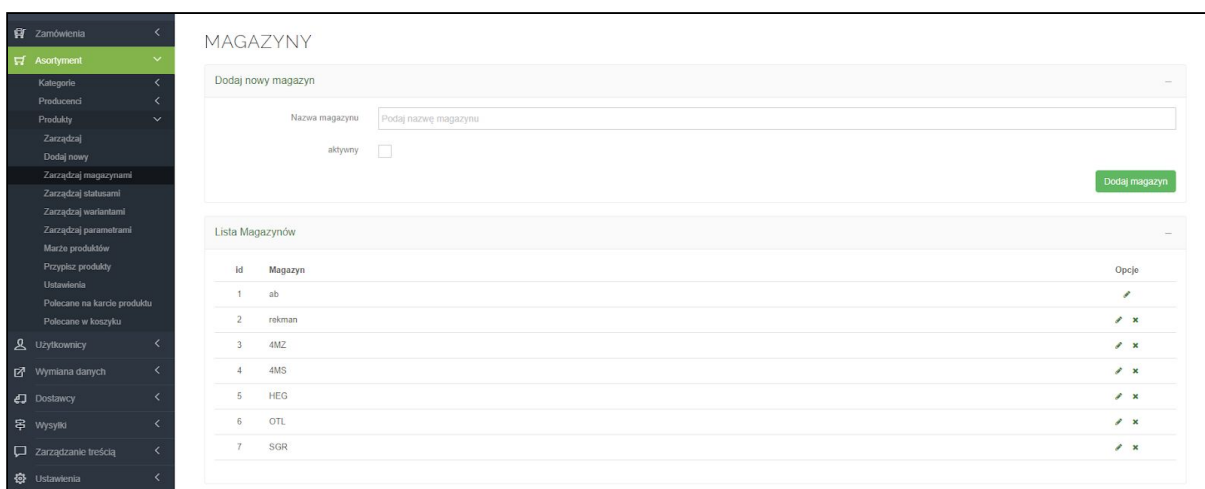 Zamówienia
Asortyment
Kategorie
Producenci
Produkty
Zarządzaj
Dodaj nowy
Zarządzaj magazynami
Zarządzaj statusami
Zarządzaj wariantami
Zarządzaj parametrami
Marże produktów
Przypisz produkty
Ustawienia
Polecane na karcie produktu
Polecane w koszyku
Użytkownicy
Wymiana danych
Dostawcy
Wysyłki
Zarządzanie treścią
Ustawienia
MAGAZYNY
Dodaj nowy magazyn
Nazwa magazynu Podaj nazwę magazynu
aktywny
Dodaj magazyn
Lista Magazynów
id Magazyn Opcje
1 ab
2 rekman
3 4MZ
4 4MS
5 HEG
6 OTL
7 SGR